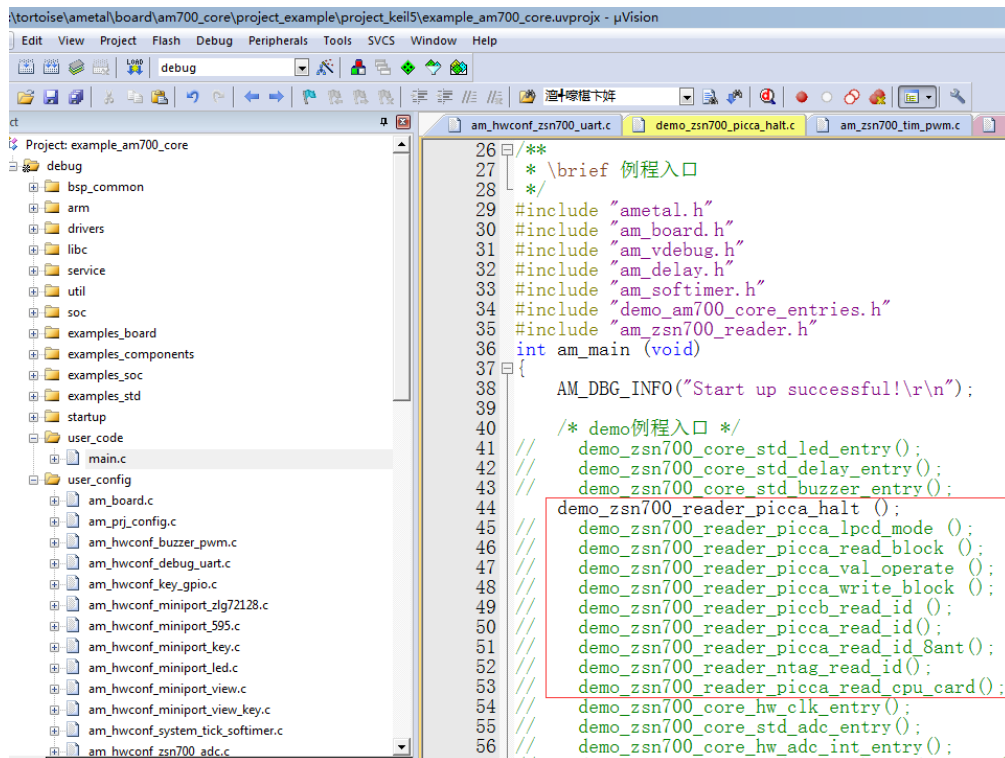 :\tortoise\ametal\board\am700_core\project_example\project_keil5\example_am700_core.uvprojx - µVision
Edit View Project Flash Debug Peripherals Tools SVCS Window Help
LOAD debug
ct
am_hwconf_zsn700_uart.c demo_zsn700_picca_halt.c am_zsn700_tim_pwm.c
Project: example_am700_core
debug
bsp_common
arm
drivers
libc
service
util
soc
examples_board
examples_components
examples_soc
examples_std
startup
user_code
main.c
user_config
am_board.c
am_prj_config.c
am_hwconf_buzzer_pwm.c
am_hwconf_debug_uart.c
am_hwconf_key_gpio.c
am_hwconf_miniport_zlg72128.c
am_hwconf_miniport_595.c
am_hwconf_miniport_key.c
am_hwconf_miniport_led.c
am_hwconf_miniport_view.c
am_hwconf_miniport_view_key.c
am_hwconf_system_tick_softimer.c
am_hwconf_zsn700_adc.c
26 /**
27 * \brief 例程入口
28 */
29 #include "ametal.h"
30 #include "am_board.h"
31 #include "am_vdebug.h"
32 #include "am_delay.h"
33 #include "am_softimer.h"
34 #include "demo_am700_core_entries.h"
35 #include "am_zsn700_reader.h"
36 int am_main (void)
37 {
38 AM_DBG_INFO("Start up successful!\r\n");
39
40 /* demo例程入口 */
41 // demo_zsn700_core_std_led_entry();
42 // demo_zsn700_core_std_delay_entry();
43 // demo_zsn700_core_std_buzzer_entry();
44 demo_zsn700_reader_picca_halt ();
45 // demo_zsn700_reader_picca_lpcd_mode ();
46 // demo_zsn700_reader_picca_read_block ();
47 // demo_zsn700_reader_picca_val_operate ();
48 // demo_zsn700_reader_picca_write_block ();
49 // demo_zsn700_reader_piccb_read_id ();
50 // demo_zsn700_reader_picca_read_id();
51 // demo_zsn700_reader_picca_read_id_8ant();
52 // demo_zsn700_reader_ntag_read_id();
53 // demo_zsn700_reader_picca_read_cpu_card();
54 // demo_zsn700_core_hw_clk_entry();
55 // demo_zsn700_core_std_adc_entry();
56 // demo_zsn700_core_hw_adc_int_entry();